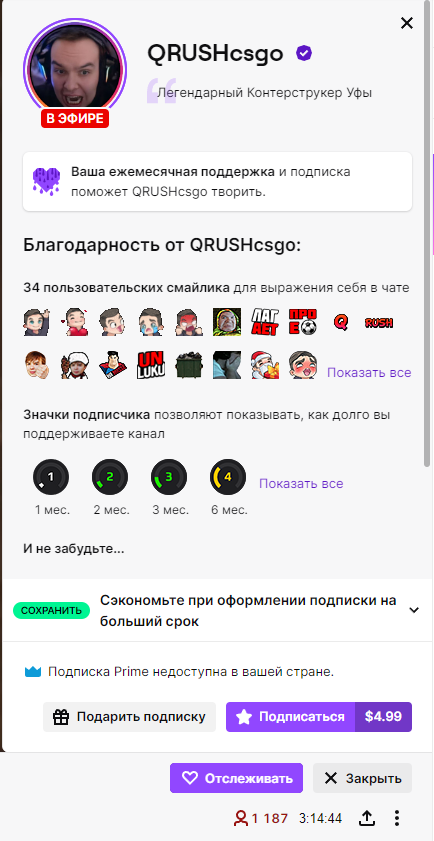 QRUSHcsgo
Легендарный Контерструкер Уфы
В ЭФИРЕ
Ваша ежемесячная поддержка и подписка
поможет QRUSHcsgo творить.
Благодарность от QRUSHcsgo:
34 пользовательских смайлика для выражения себя в чате
ЛАГ
АЕТ
ПРО
Е
Q
RUSH
UN
LUKU
Показать все
Значки подписчика позволяют показывать, как долго вы
поддерживаете канал
1 2 3 4
Показать все
1 мес. 2 мес. 3 мес. 6 мес.
И не забудьте...
СОХРАНИТЬ
Сэкономьте при оформлении подписки на
больший срок
Подписка Prime недоступна в вашей стране.
Подарить подписку Подписаться $4.99
Отслеживать Закрыть
1 187 3:14:44